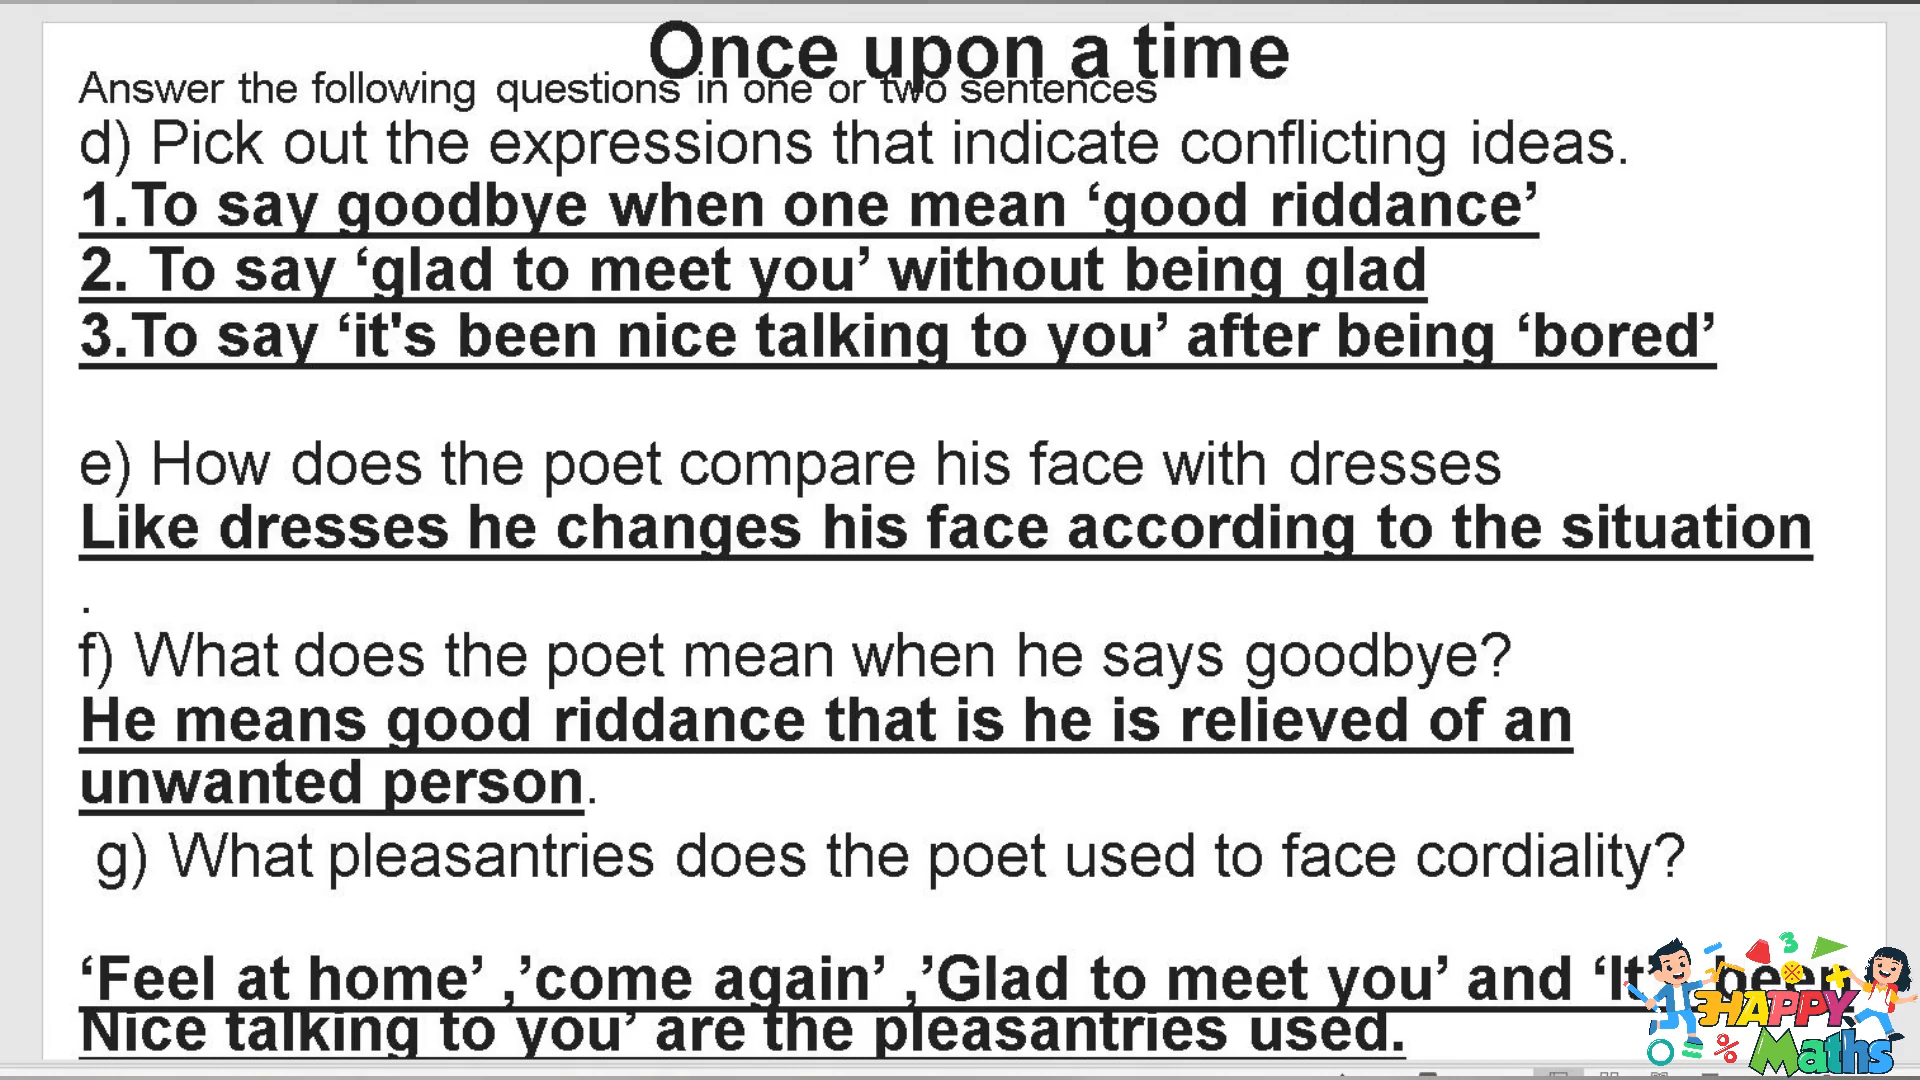 Once upon a time
Answer the following questions in one or two sentences
d) Pick out the expressions that indicate conflicting ideas.
1.To say goodbye when one mean ‘good riddance’
2. To say ‘glad to meet you’ without being glad
3.To say ‘it's been nice talking to you’ after being ‘bored’
e) How does the poet compare his face with dresses
Like dresses he changes his face according to the situation
.
f) What does the poet mean when he says goodbye?
He means good riddance that is he is relieved of an
unwanted person.
g) What pleasantries does the poet used to face cordiality?
‘Feel at home’ ,’come again’ ,’Glad to meet you’ and ‘It’s been
Nice talking to you’ are the pleasantries used.
3
HAPPY
%
Maths